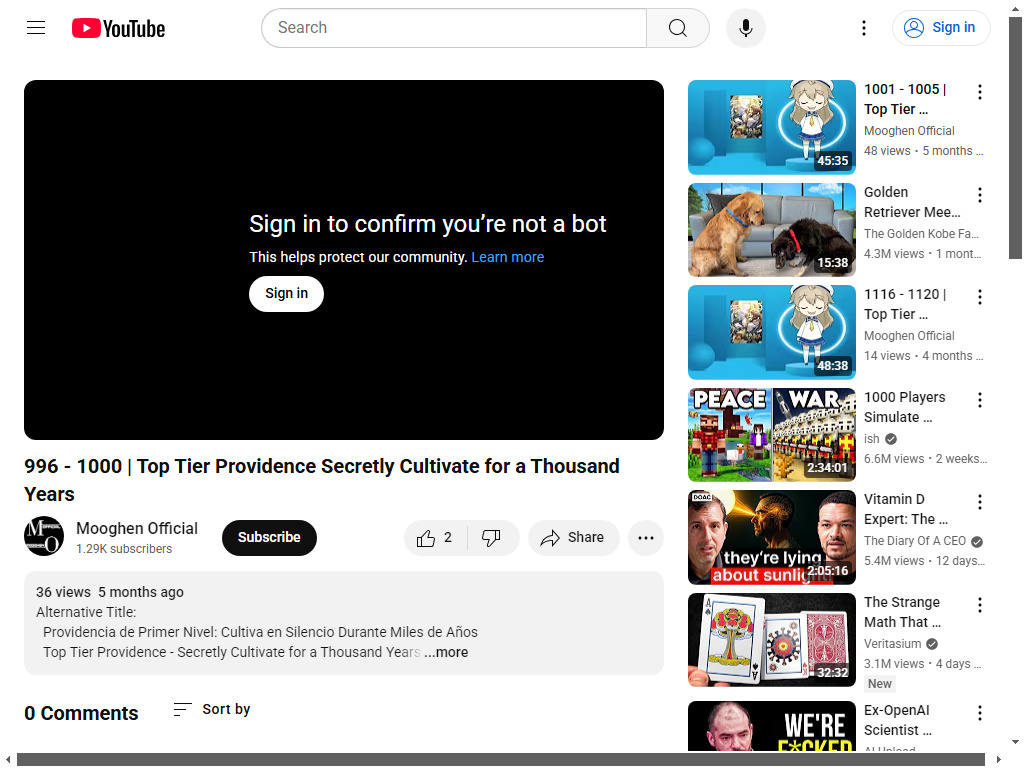 YouTube
Search
Sign in
Sign in to confirm you’re not a bot
This helps protect our community. Learn more
Sign in
996 - 1000 | Top Tier Providence Secretly Cultivate for a Thousand
Years
Mooghen Official
1.29K subscribers
Subscribe
2
Share
36 views 5 months ago
Alternative Title:
Providencia de Primer Nivel: Cultiva en Silencio Durante Miles de Años
Top Tier Providence - Secretly Cultivate for a Thousand Years ...more
0 Comments
Sort by
45:35
1001 - 1005 |
Top Tier ...
Mooghen Official
48 views • 5 months ...
15:38
Golden
Retriever Mee...
The Golden Kobe Fa...
4.3M views • 1 mont...
48:38
1116 - 1120 |
Top Tier ...
Mooghen Official
14 views • 4 months ...
PEACE WAR
2:34:01
1000 Players
Simulate ...
ish
6.6M views • 2 weeks...
DOAC
they're lying
about sunlight
2:05:16
Vitamin D
Expert: The ...
The Diary Of A CEO
5.4M views • 12 days...
A
A
32:32
The Strange
Math That ...
Veritasium
3.1M views • 4 days ...
New
WE'RE
F*CKED
Ex-OpenAI
Scientist ...
AI Upload